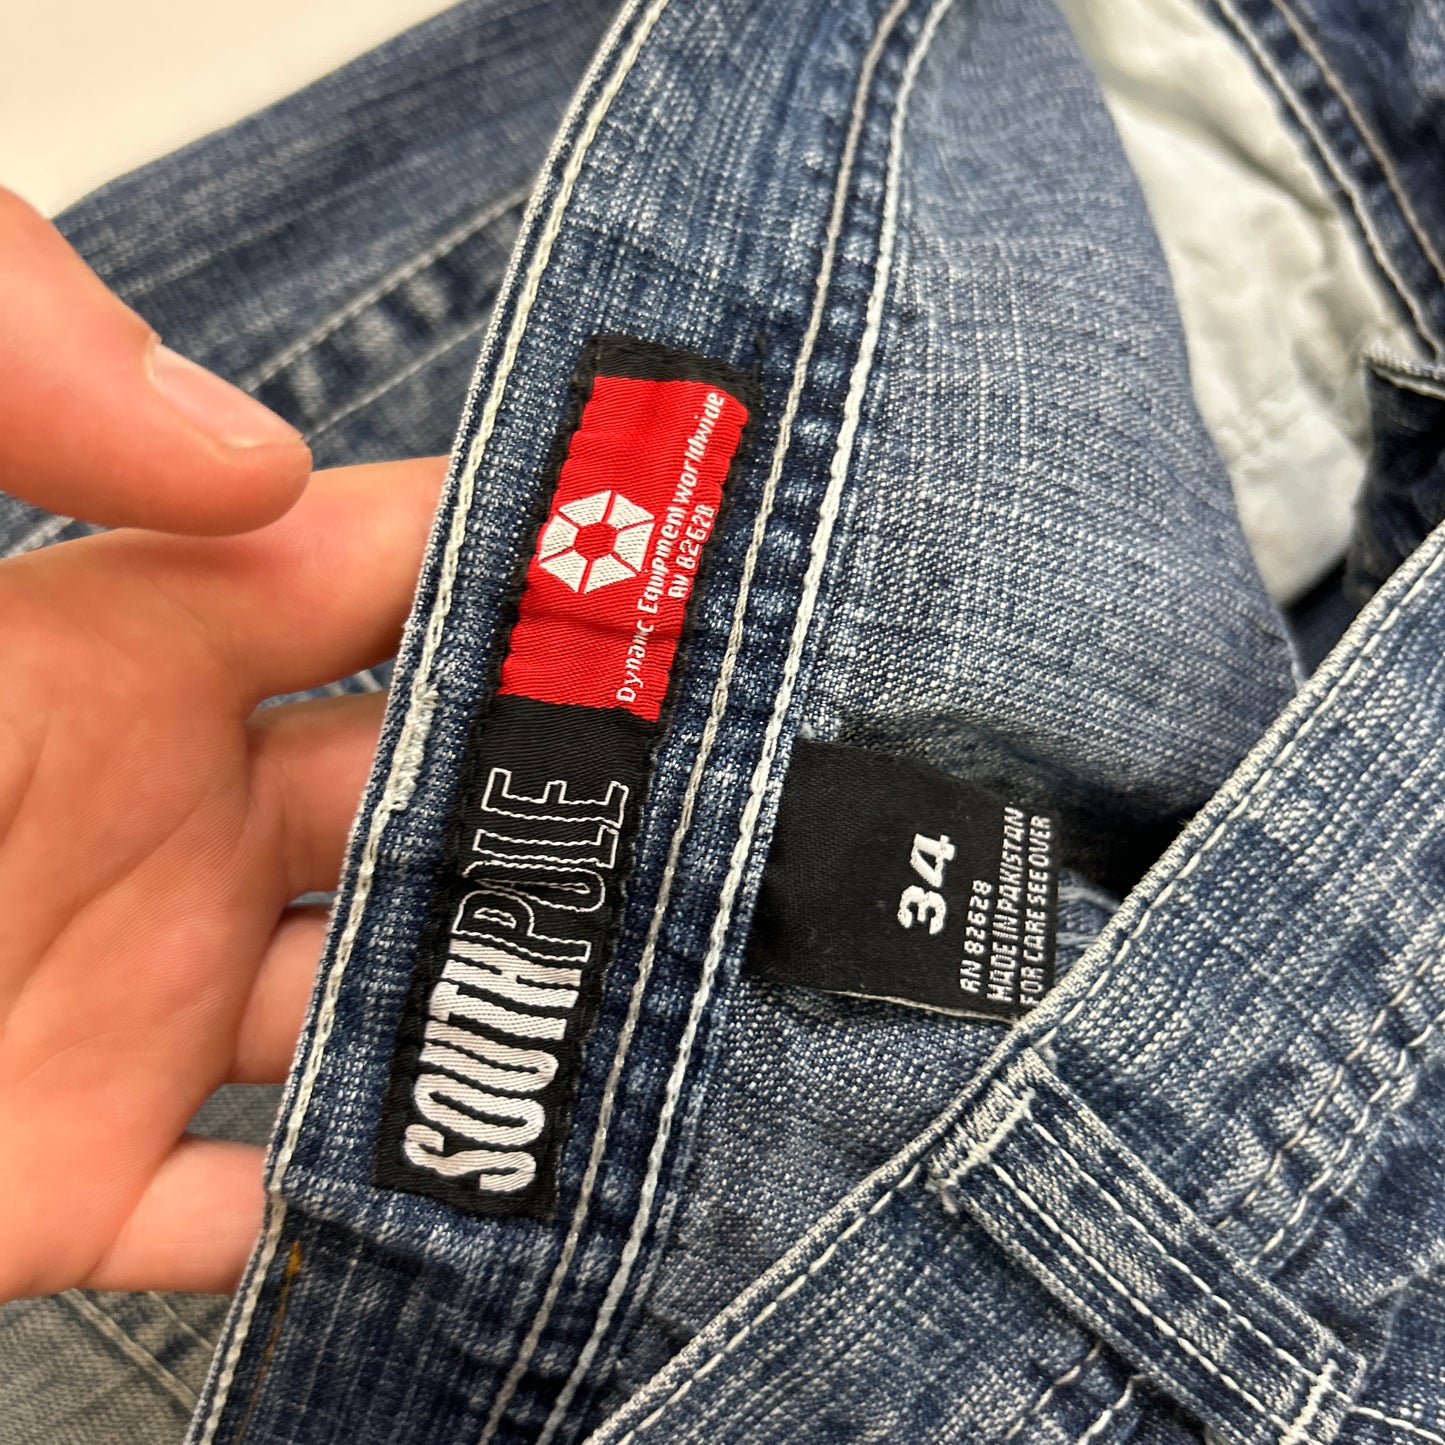 SOUTHPOLE
Dynamic Equipment worldwide
RN 82628
34
RN 82628
MADE IN PAKISTAN
FOR CARE SEE OVER